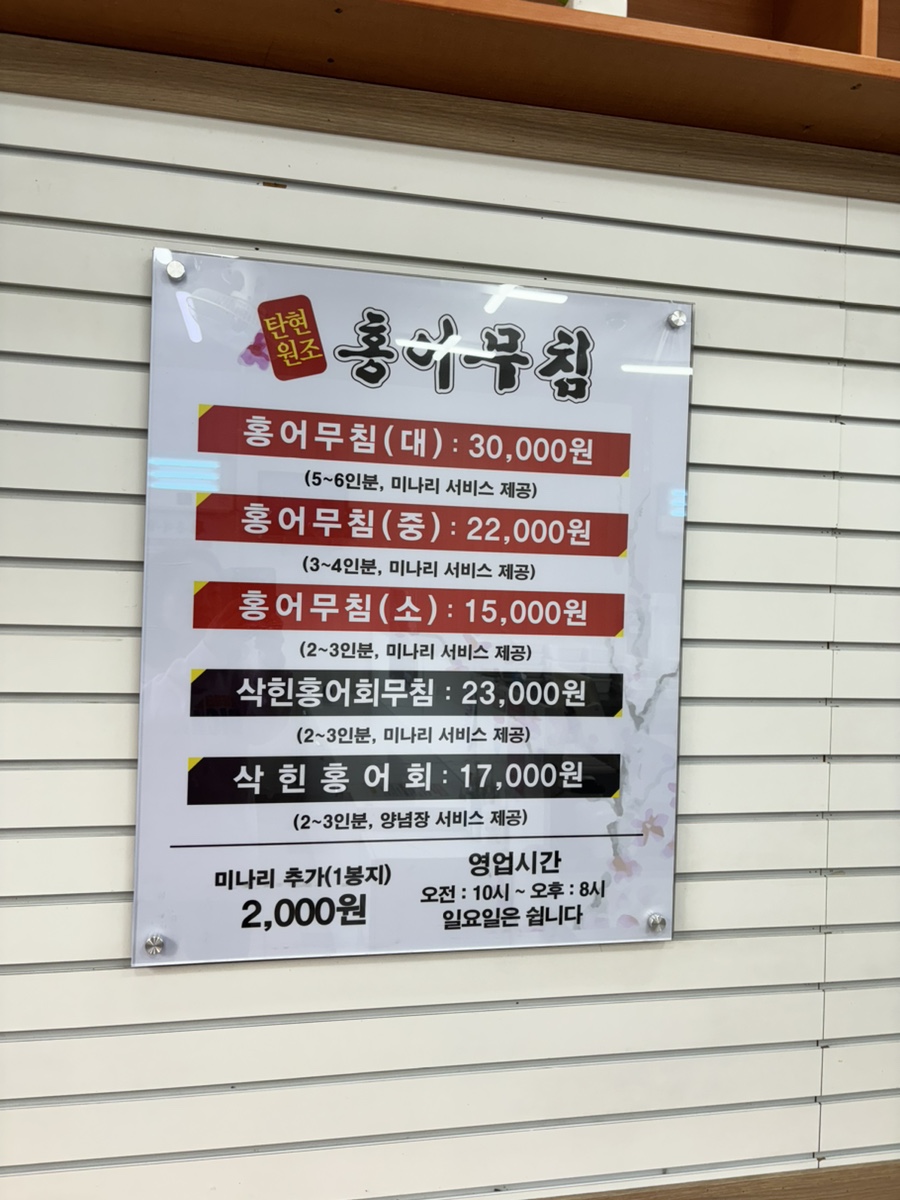 탄현
원조
홍어무침
홍어무침(대) : 30,000원
(5~6인분, 미나리 서비스 제공)
홍어무침(중) : 22,000원
(3~4인분, 미나리 서비스 제공)
홍어무침(소) : 15,000원
(2~3인분, 미나리 서비스 제공)
삭힌홍어회무침 : 23,000원
(2~3인분, 미나리 서비스 제공)
삭힌홍어회 : 17,000원
(2~3인분, 양념장 서비스 제공)
미나리 추가(1봉지)
2,000원
영업시간
오전 : 10시 ~ 오후 : 8시
일요일은 쉽니다